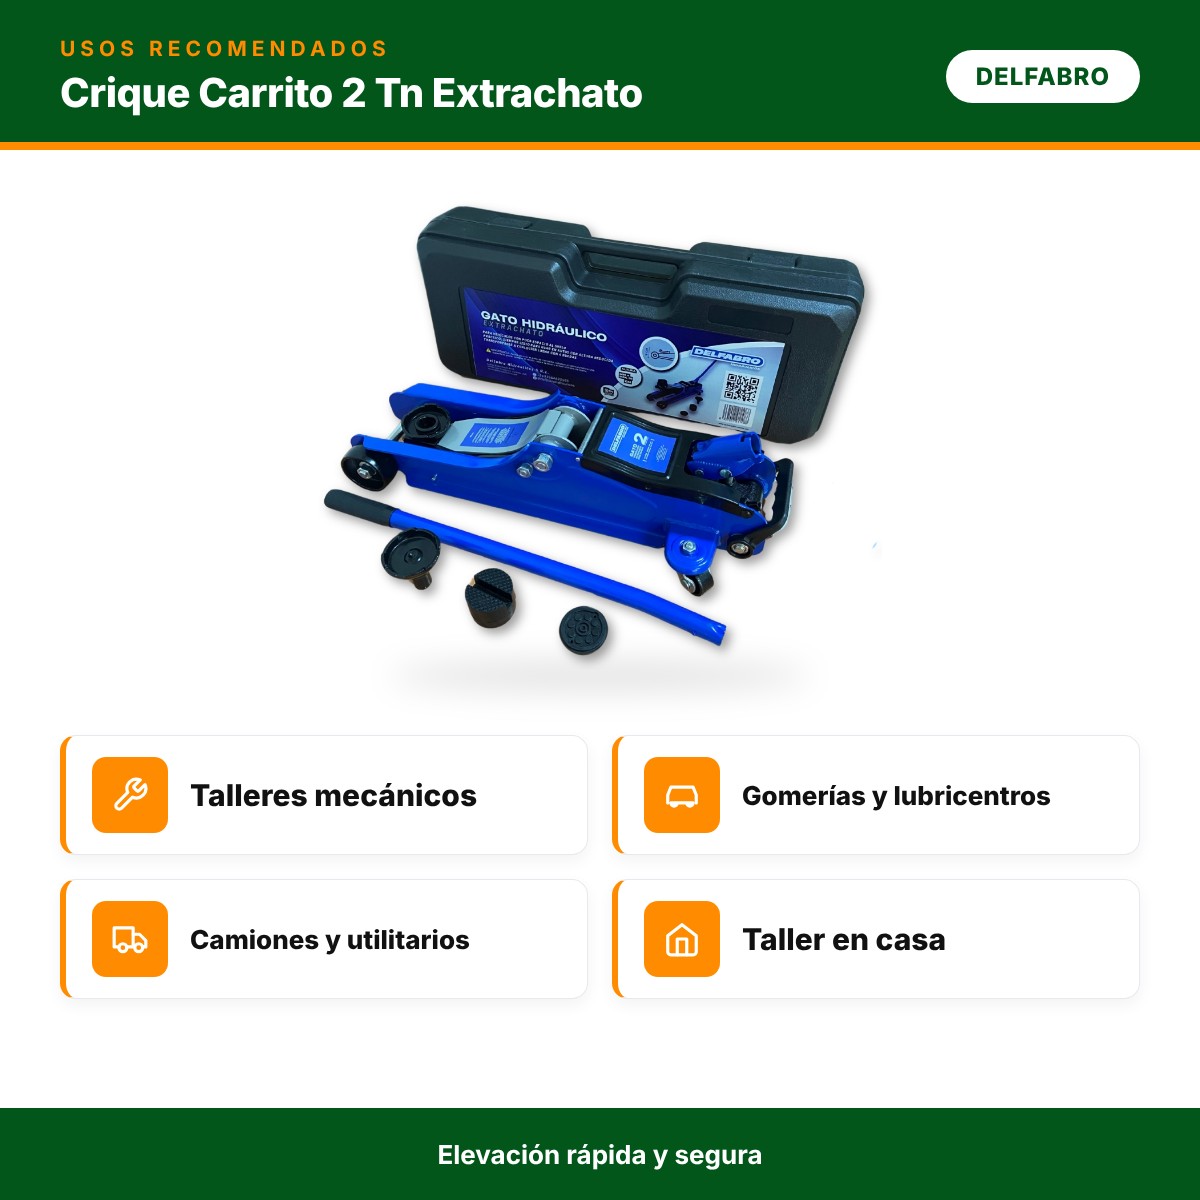 USOS RECOMENDADOS
Crique Carrito 2 Tn Extrachato
DELFABRO
GATO HIDRÁULICO
EXTRACHATO
DELFABRO
DELFABRO
2
Talleres mecánicos
Gomerías y lubricentros
Camiones y utilitarios
Taller en casa
Elevación rápida y segura